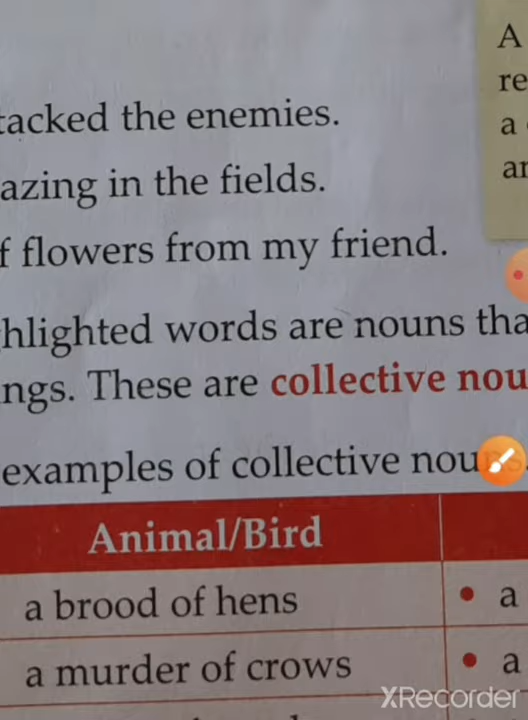 A
re
tacked the enemies.
a
azing in the fields.
ar
f flowers from my friend.
hlighted words are nouns tha
ngs. These are collective nou
examples of collective nou
Animal/Bird
a brood of hens
• a
a murder of crows
• a
XRecorder